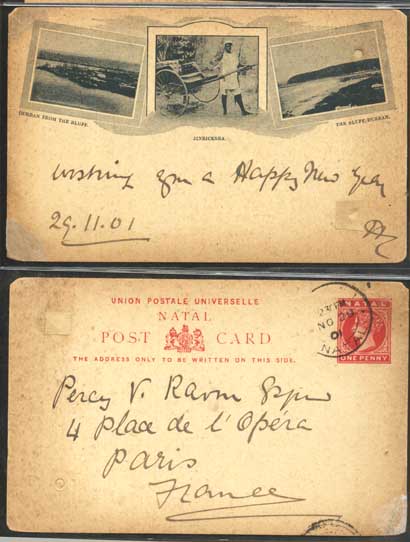 DURBAN FROM THE BLUFF.
JINRICKSHA.
THE BLUFF, DURBAN.
wishing you a Happy New Year
29.11.01
UNION POSTALE UNIVERSELLE
NATAL
POST CARD
THE ADDRESS ONLY TO BE WRITTEN ON THIS SIDE.
NATAL
ONE PENNY
Percy V.
4 Place de l'Opéra
Paris
France